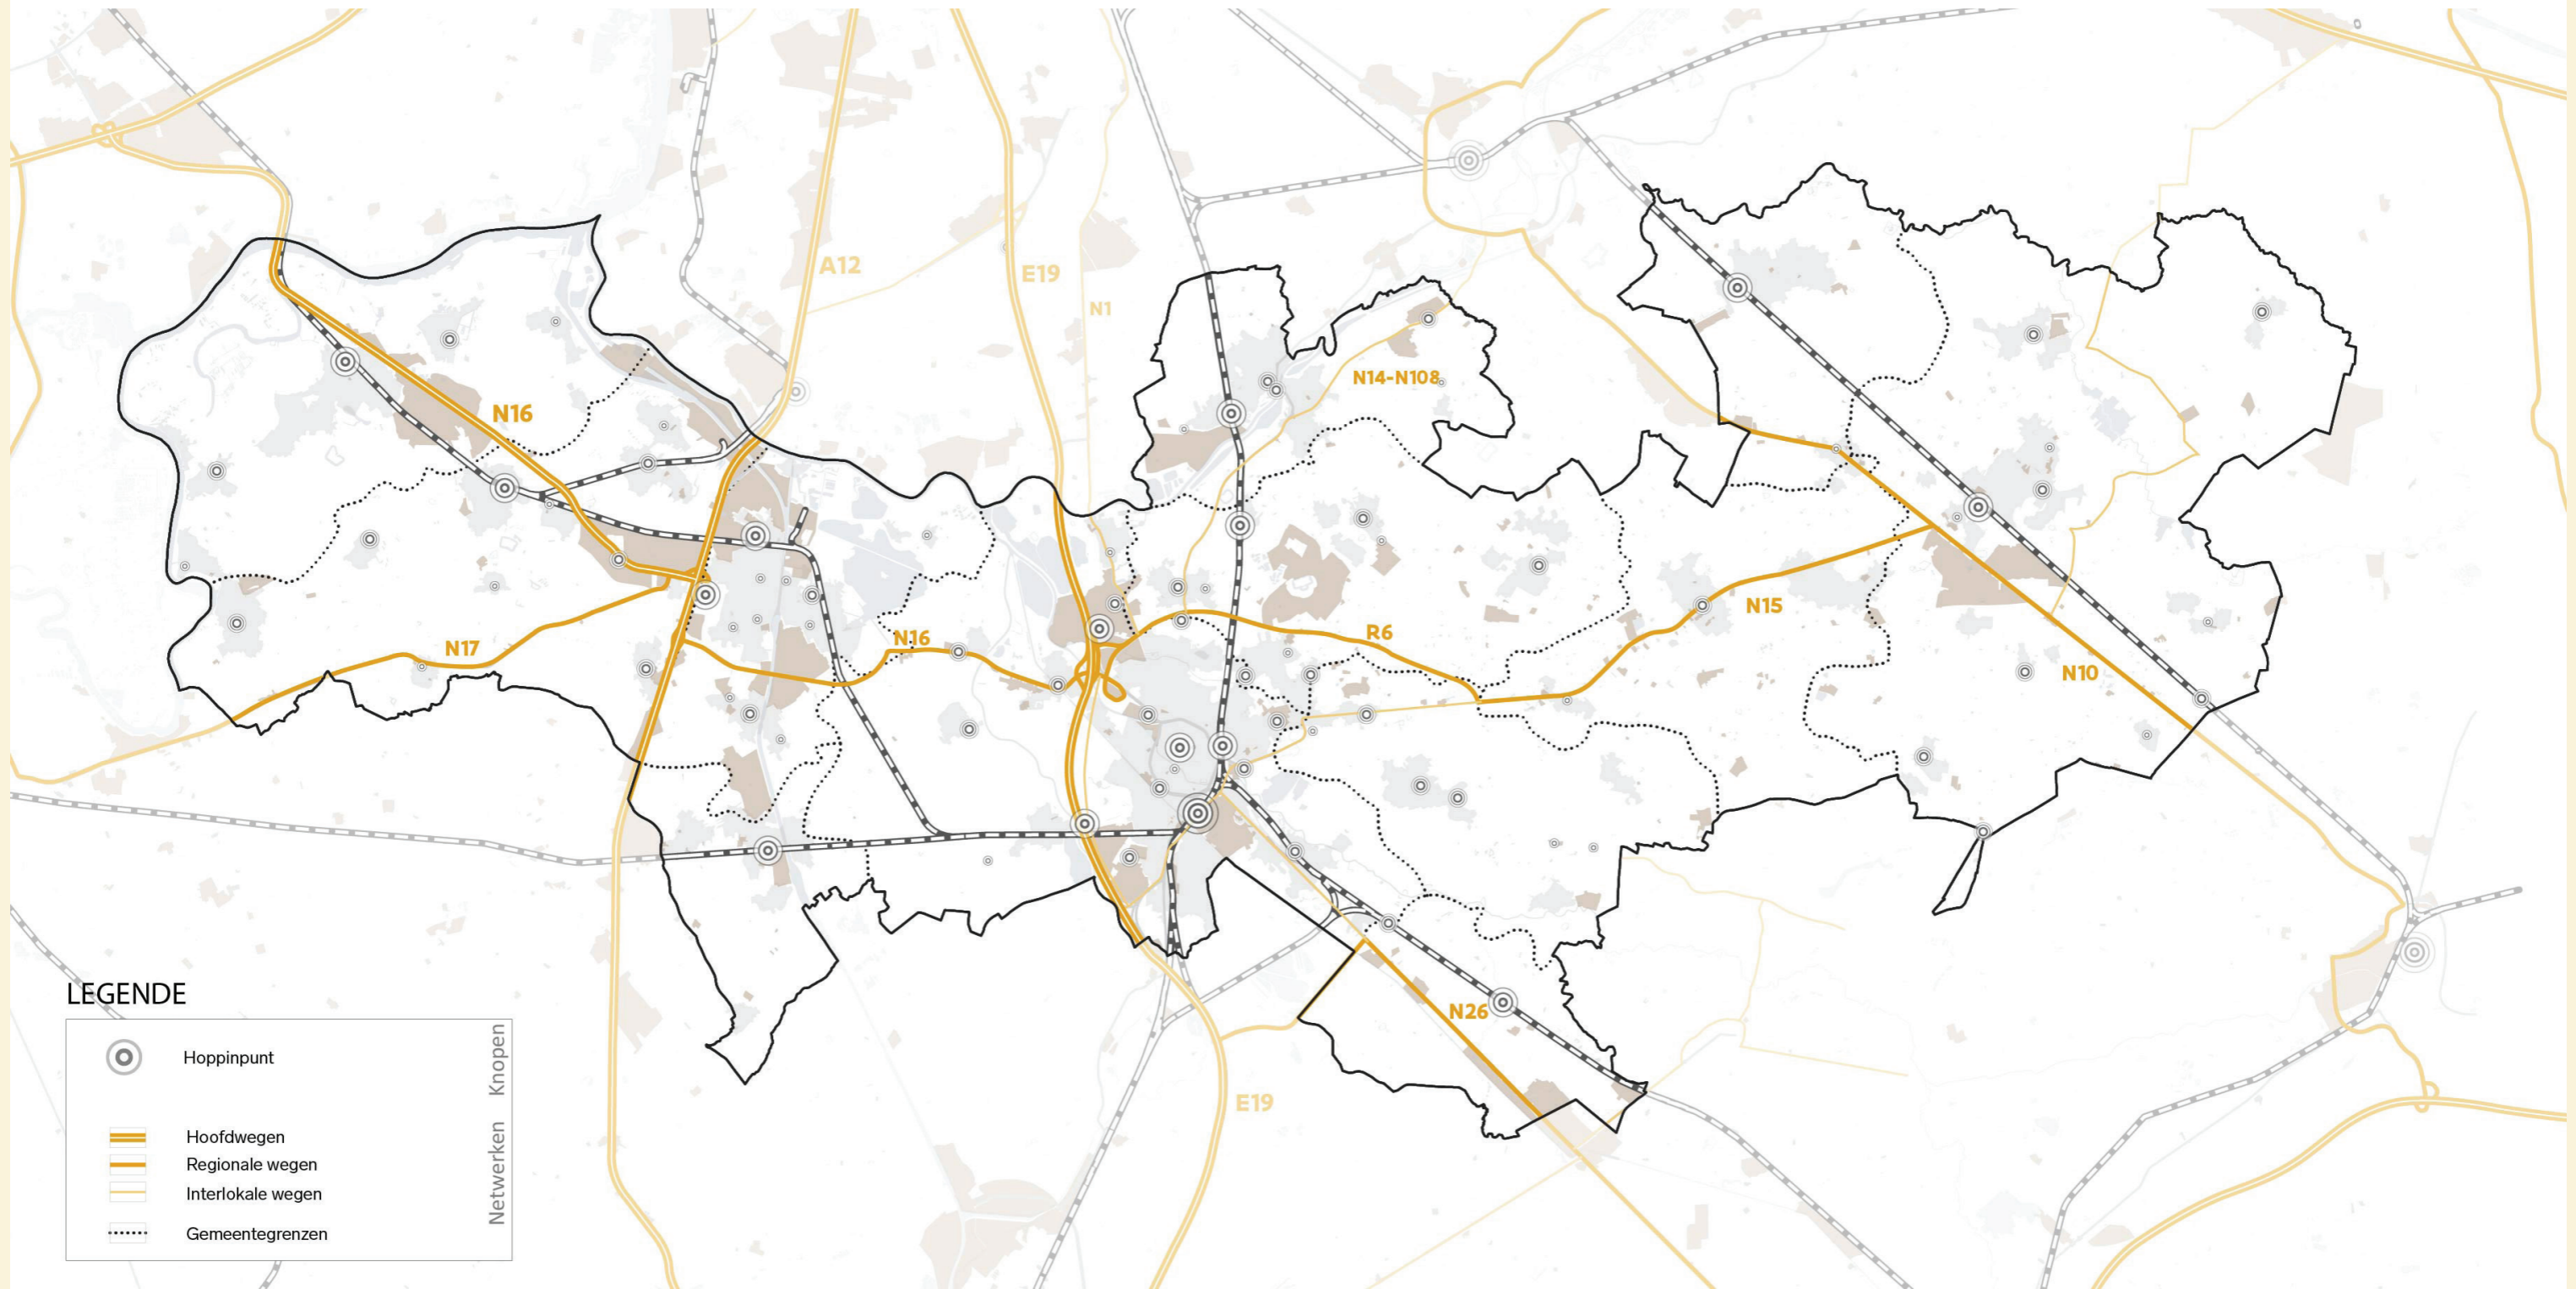 A12
E19
N1
N14-N108
N16
N15
R6
N16
N17
N10
LEGENDE
Hoppinpunt
Knopen
N26
E19
Hoofdwegen
Regionale wegen
Interlokale wegen
Netwerken
Gemeentegrenzen